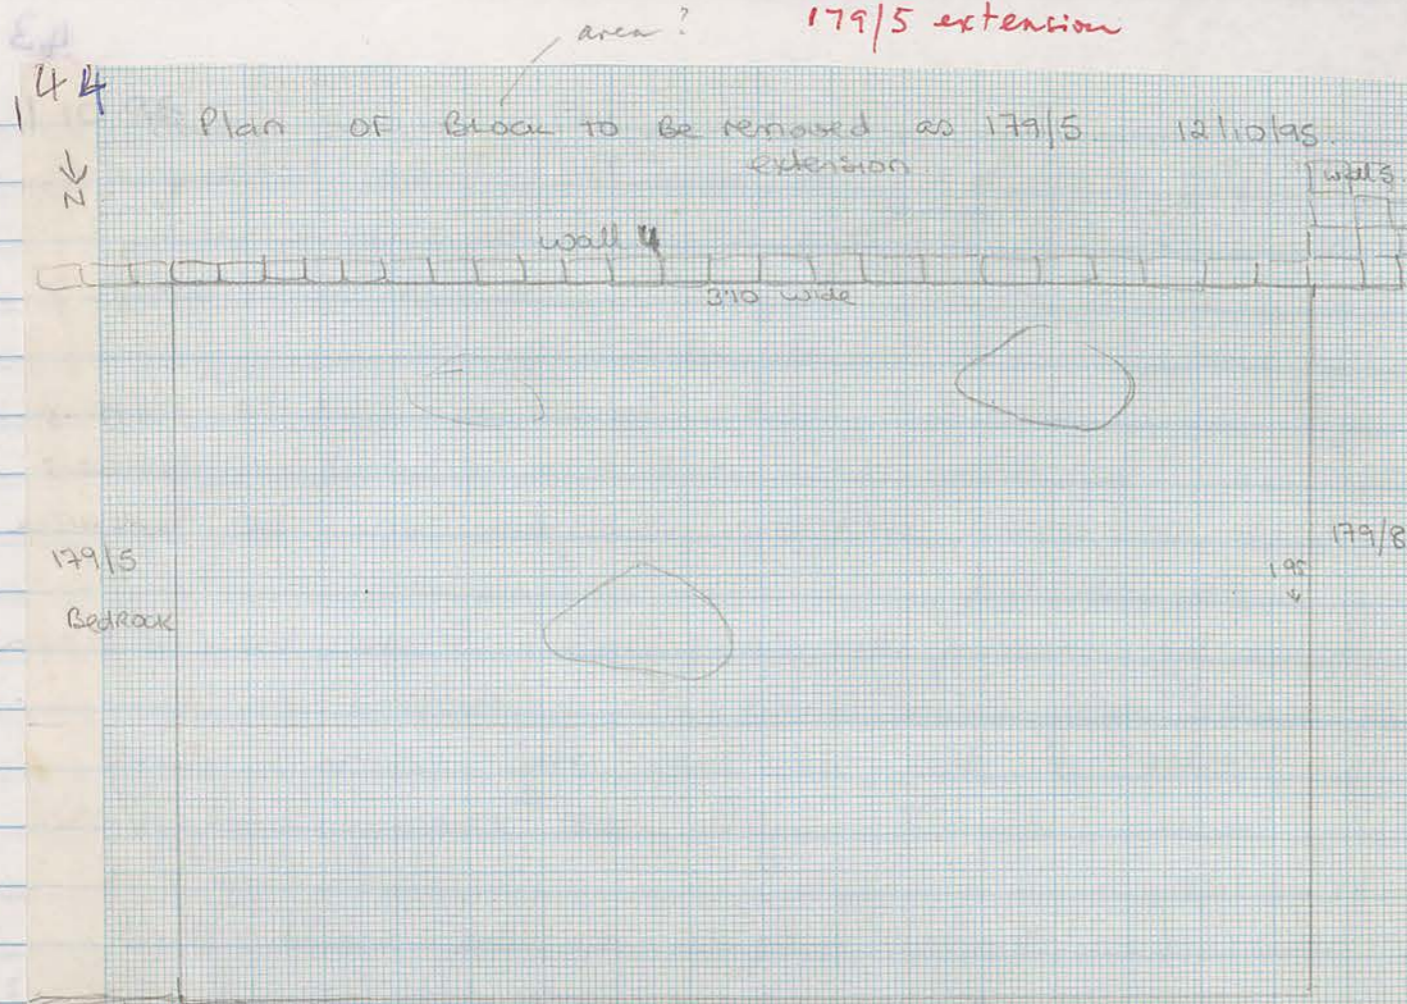 area?
179/5 extension
144
Plan OF Block to Be removed as 179/5 12/10/95.
extension
N
wall 5.
wall 4
3.70 wide
179/5
BedRock
179/8
1.95